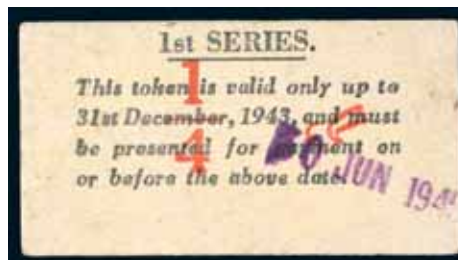 1st SERIES.
This token is valid only up to
31st December, 1943, and must
be presented for payment on
or before the above date.
1
4
JUN 194